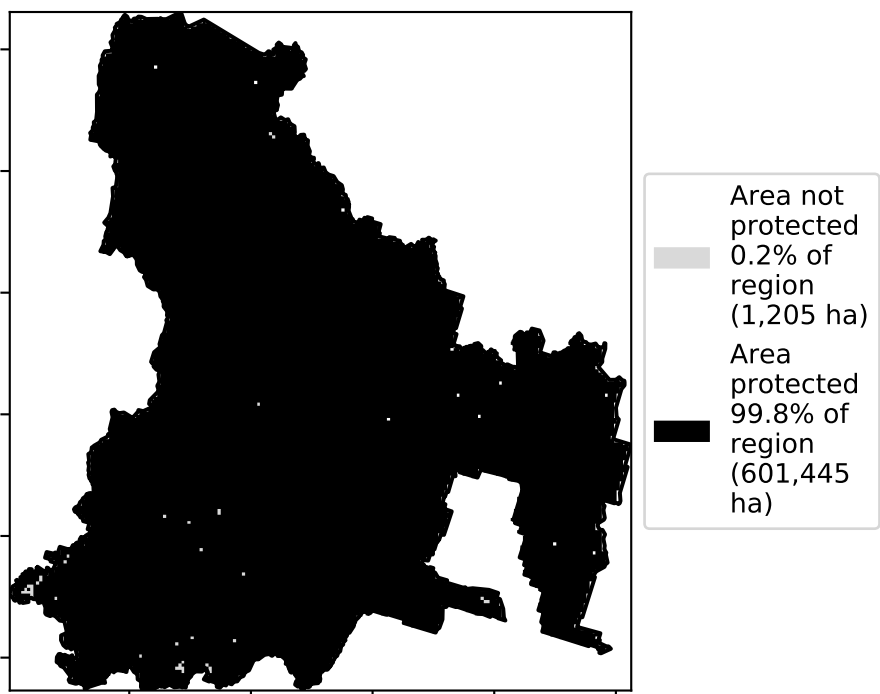 Area not
protected
0.2% of
region
(1,205 ha)
Area
protected
99.8% of
region
(601,445
ha)